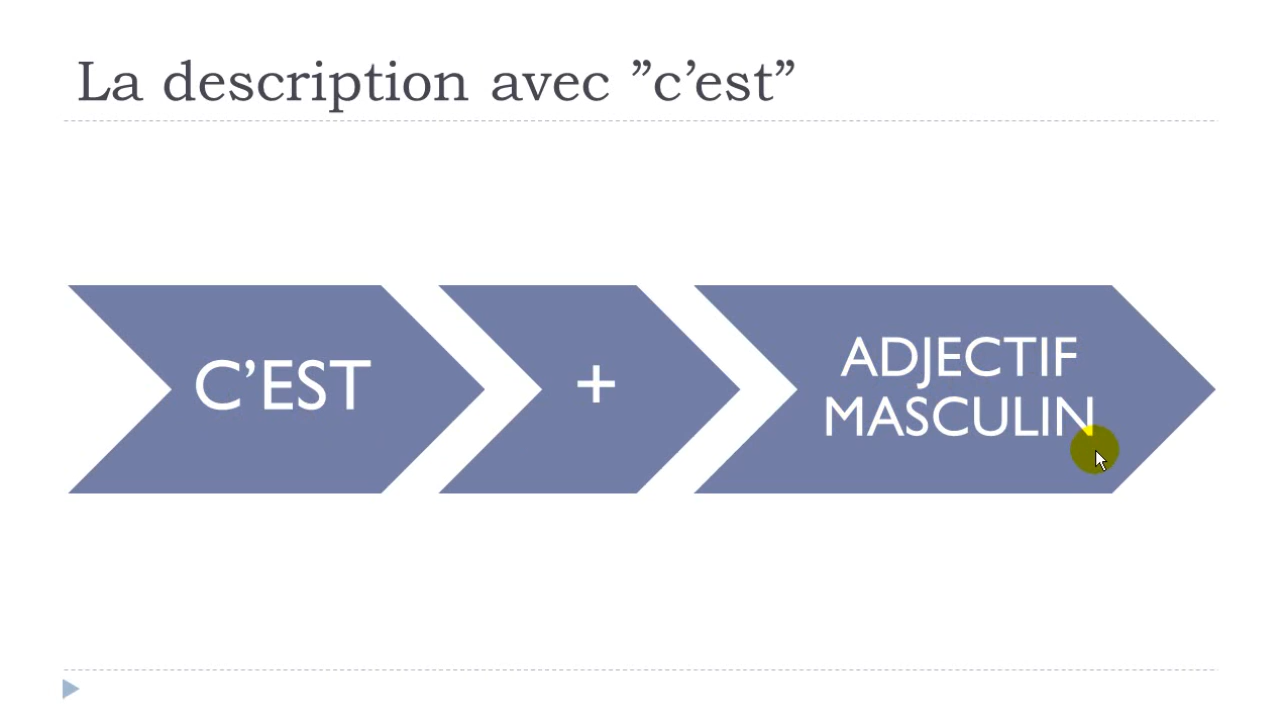 La description avec ”c’est”
C’EST
+
ADJECTIF
MASCULIN